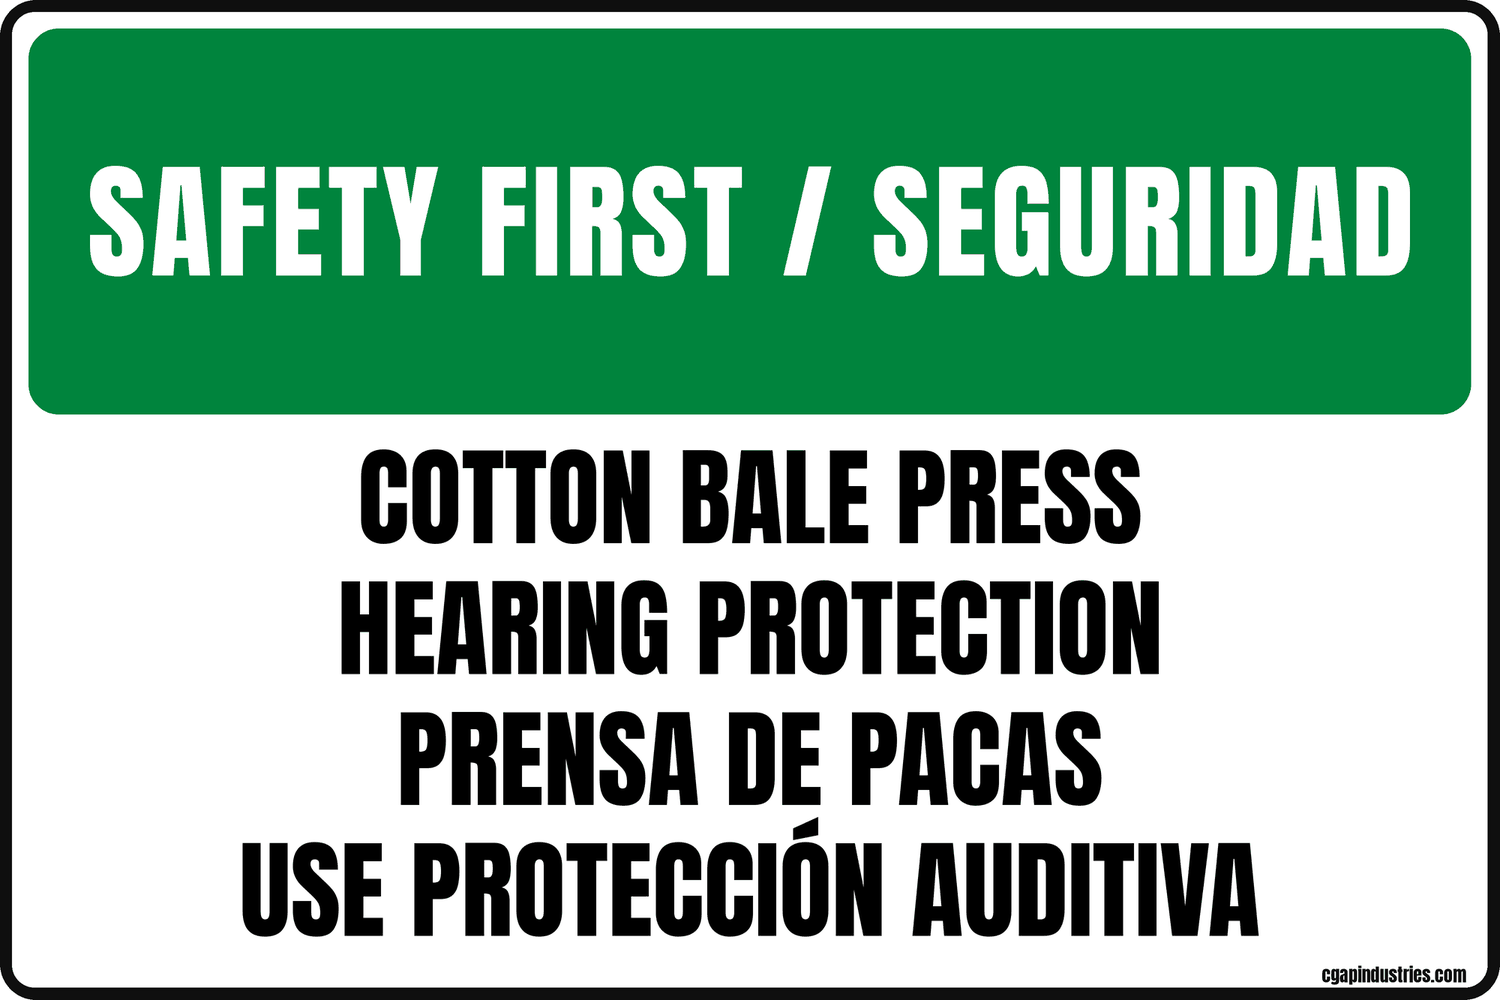 SAFETY FIRST / SEGURIDAD
COTTON BALE PRESS
HEARING PROTECTION
PRENSA DE PACAS
USE PROTECCIÓN AUDITIVA
cgapindustries.com